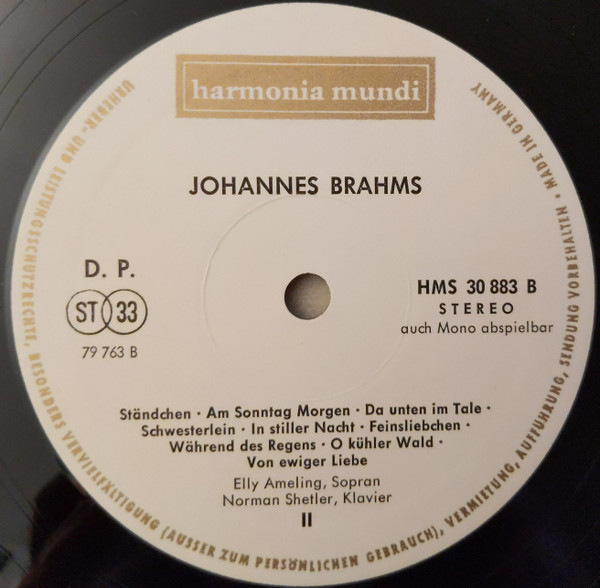 harmonia mundi
JOHANNES BRAHMS
D. P.
ST 33
79 763 B
HMS 30 883 B
STEREO
auch Mono abspielbar
Ständchen · Am Sonntag Morgen · Da unten im Tale ·
Schwesterlein · In stiller Nacht · Feinsliebchen ·
Während des Regens · O kühler Wald ·
Von ewiger Liebe
Elly Ameling, Sopran
Norman Shetler, Klavier
II
URHEBER- UND LEISTUNGSSCHUTZRECHTE, BESONDERS VERVIELFÄLTIGUNG (AUSSER ZUM PERSÖNLICHEN GEBRAUCH), VERMIETUNG, AUFFÜHRUNG, SENDUNG VORBEHALTEN · MADE IN GERMANY